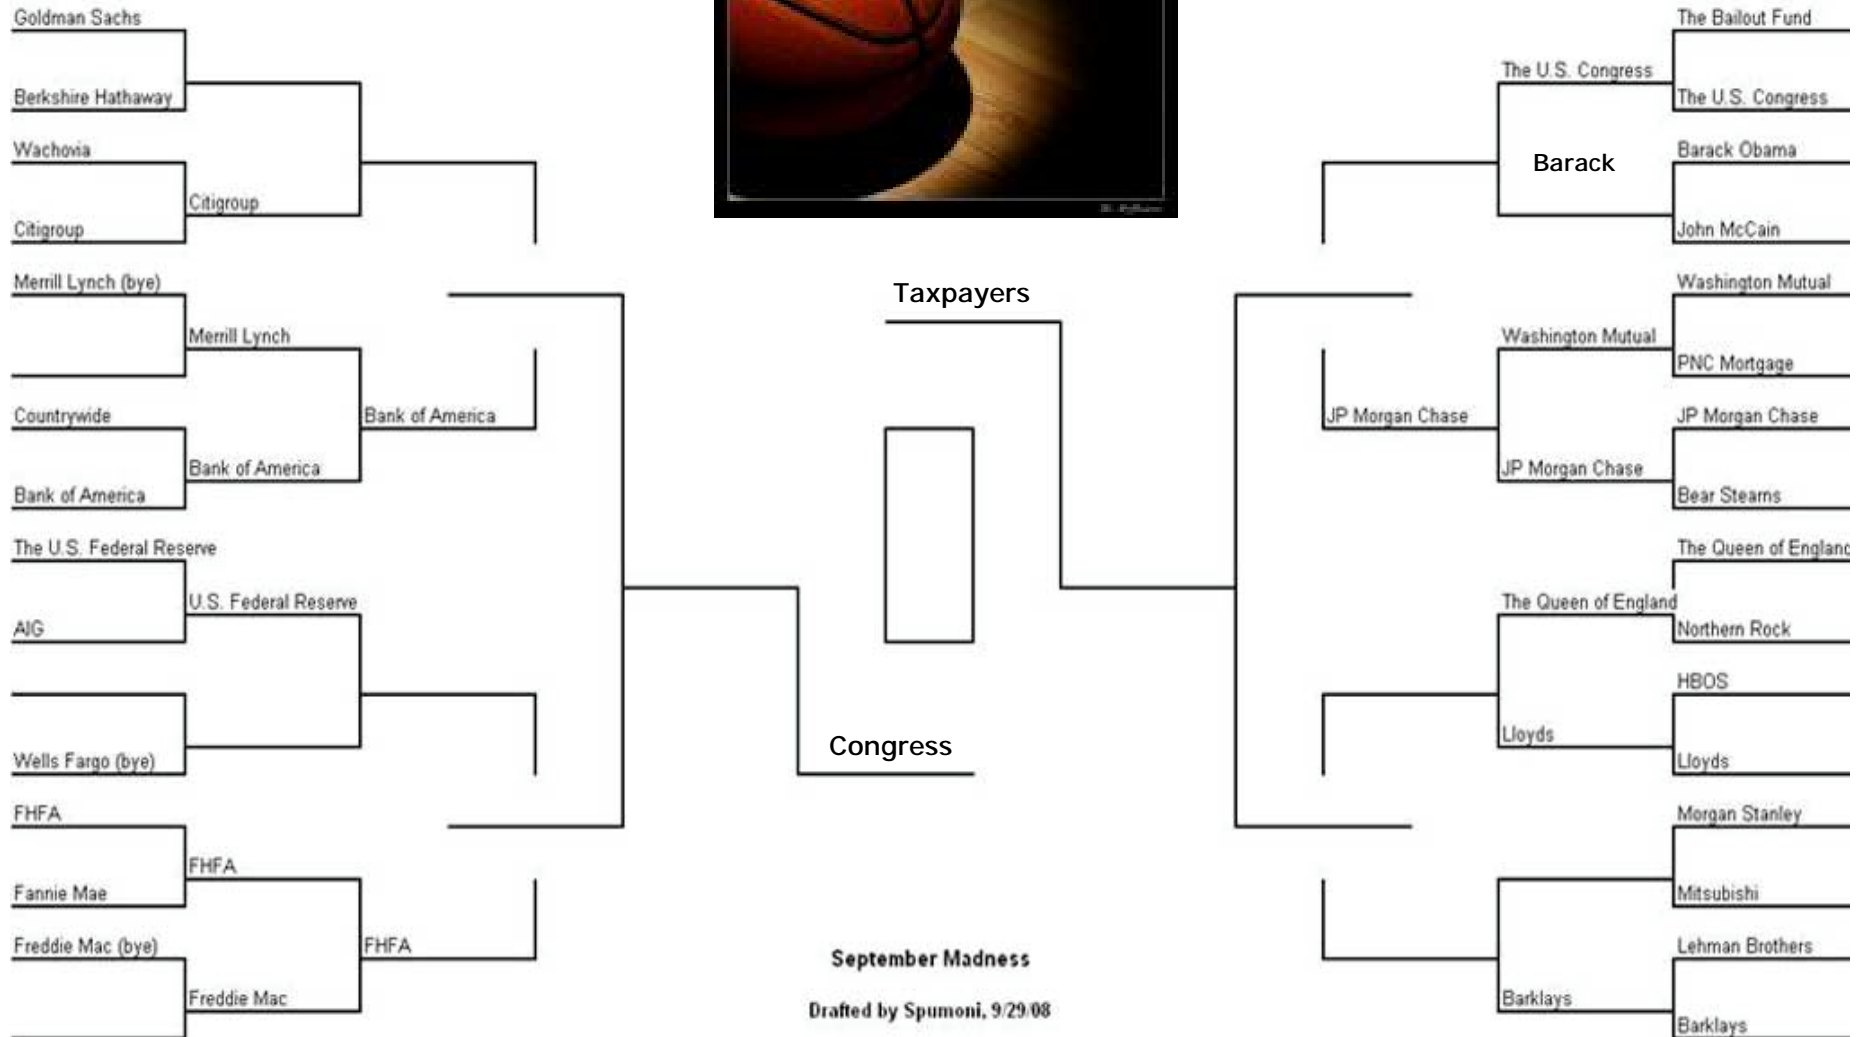 Goldman Sachs
Berkshire Hathaway
Wachovia
Citigroup
Citigroup
Merrill Lynch (bye)
Merrill Lynch
Countrywide
Bank of America
Bank of America
Bank of America
The U.S. Federal Reserve
U.S. Federal Reserve
AIG
Wells Fargo (bye)
FHFA
FHFA
Fannie Mae
Freddie Mac (bye)
FHFA
Freddie Mac
Taxpayers
Congress
September Madness
Drafted by Spumoni, 9/29/08
The Bailout Fund
The U.S. Congress
The U.S. Congress
Barack Obama
Barack
John McCain
Washington Mutual
Washington Mutual
PNC Mortgage
JP Morgan Chase
JP Morgan Chase
JP Morgan Chase
Bear Stearns
The Queen of England
The Queen of England
Northern Rock
HBOS
Lloyds
Lloyds
Morgan Stanley
Mitsubishi
Lehman Brothers
Barklays
Barklays